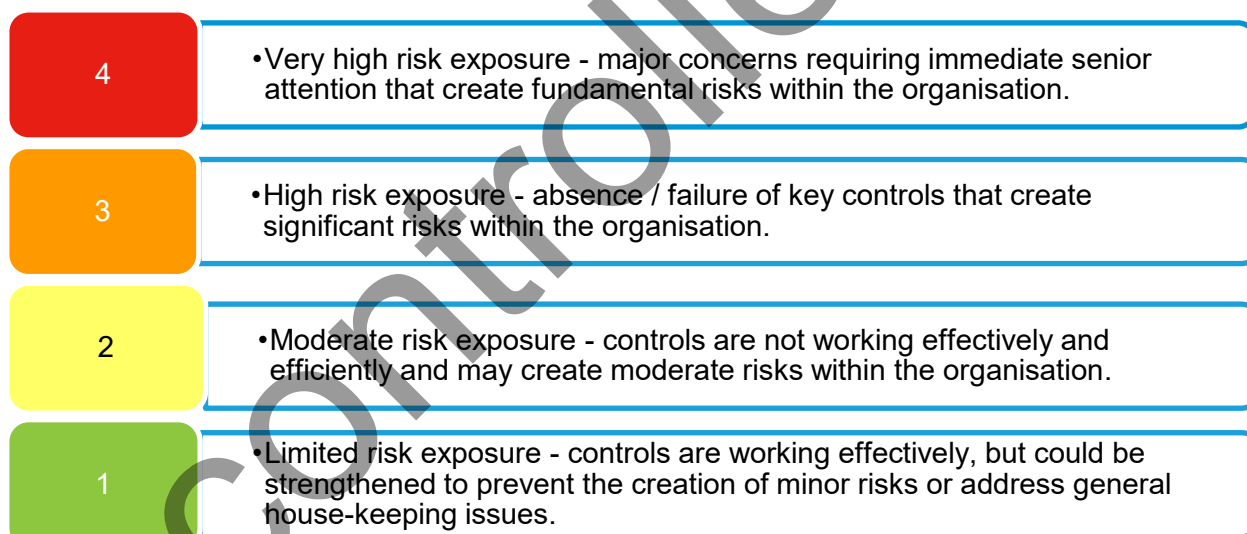 4
•Very high risk exposure - major concerns requiring immediate senior
attention that create fundamental risks within the organisation.
3
•High risk exposure - absence / failure of key controls that create
significant risks within the organisation.
2
•Moderate risk exposure - controls are not working effectively and
efficiently and may create moderate risks within the organisation.
1
•Limited risk exposure - controls are working effectively, but could be
strengthened to prevent the creation of minor risks or address general
house-keeping issues.
controll